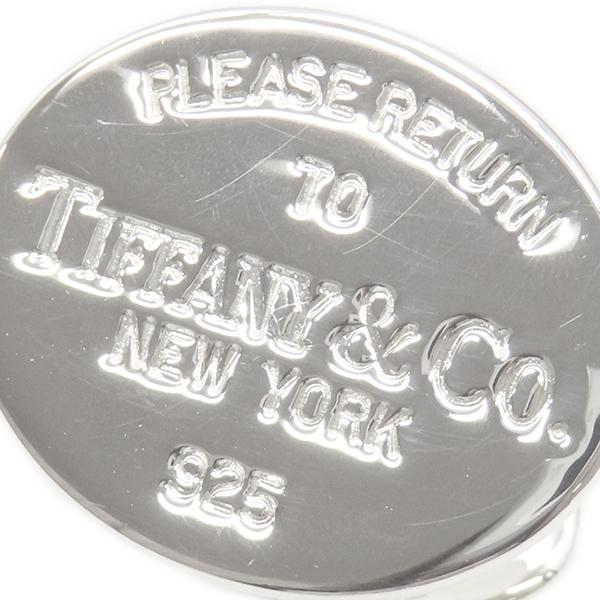 PLEASE RETURN
TO
TIFFANY & CO.
NEW YORK
925